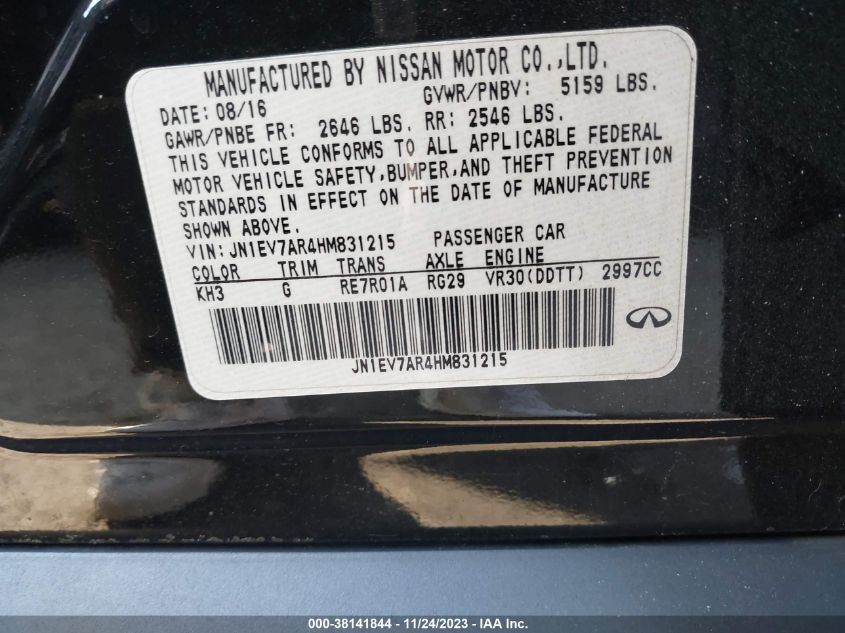 MANUFACTURED BY NISSAN MOTOR CO.,LTD.
DATE: 08/16 GVWR/PNBV: 5159 LBS.
GAWR/PNBE FR: 2646 LBS. RR: 2546 LBS.
THIS VEHICLE CONFORMS TO ALL APPLICABLE FEDERAL
MOTOR VEHICLE SAFETY,BUMPER,AND THEFT PREVENTION
STANDARDS IN EFFECT ON THE DATE OF MANUFACTURE
SHOWN ABOVE.
VIN: JN1EV7AR4HM831215 PASSENGER CAR
COLOR TRIM TRANS AXLE ENGINE
KH3 G RE7R01A RG29 VR30(DDTT) 2997CC
JN1EV7AR4HM831215
000-38141844 - 11/24/2023 - IAA Inc.